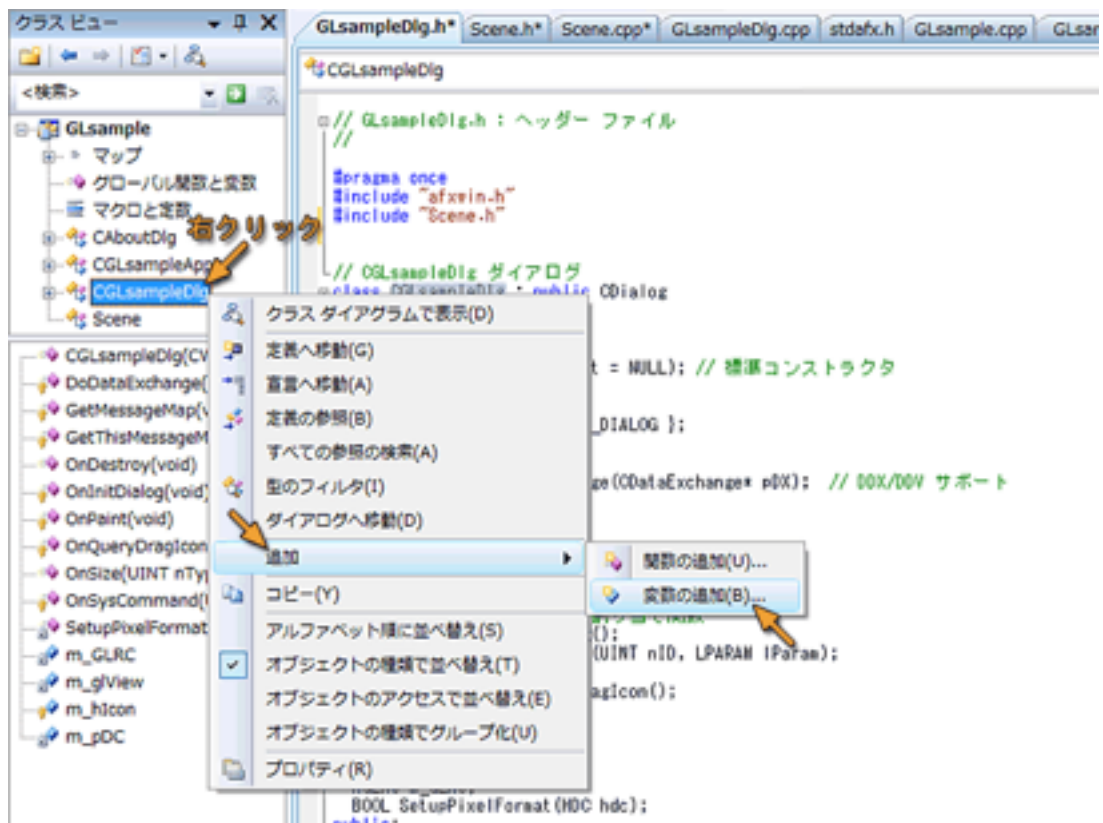 クラス ビュー
GLsampleDlg.h* Scene.h* Scene.cpp* GLsampleDlg.cpp stdafx.h GLsample.cpp GLsar
CGLsampleDlg
<検索>
GLsample
マップ
グローバル関数と変数
マクロと定数
右クリック
CAboutDlg
CGLsampleApp
CGLsampleDlg
Scene
// GLsampleDlg.h : ヘッダー ファイル
//
#pragma once
#include "afxwin.h"
#include "Scene.h"
// CGLsampleDlg ダイアログ
class CGLsampleDlg : public CDialog
t = NULL); // 標準コンストラクタ
_DIALOG };
ge(CDataExchange* pDX); // DDX/DDV サポート
();
(UINT nID, LPARAM lParam);
agIcon();
BOOL SetupPixelFormat(HDC hdc);
public:
CGLsampleDlg(CV
DoDataExchange(
GetMessageMap(v
GetThisMessageM
OnDestroy(void)
OnInitDialog(void)
OnPaint(void)
OnQueryDragIcon
OnSize(UINT nTyp
OnSysCommand(U
SetupPixelFormat
m_GLRC
m_glView
m_hIcon
m_pDC
クラス ダイアグラムで表示(D)
定義へ移動(G)
宣言へ移動(A)
定義の参照(B)
すべての参照の検索(A)
型のフィルタ(I)
ダイアログへ移動(D)
追加
コピー(Y)
アルファベット順に並べ替え(S)
オブジェクトの種類で並べ替え(T)
オブジェクトのアクセスで並べ替え(E)
オブジェクトの種類でグループ化(U)
プロパティ(R)
関数の追加(U)...
変数の追加(B)...